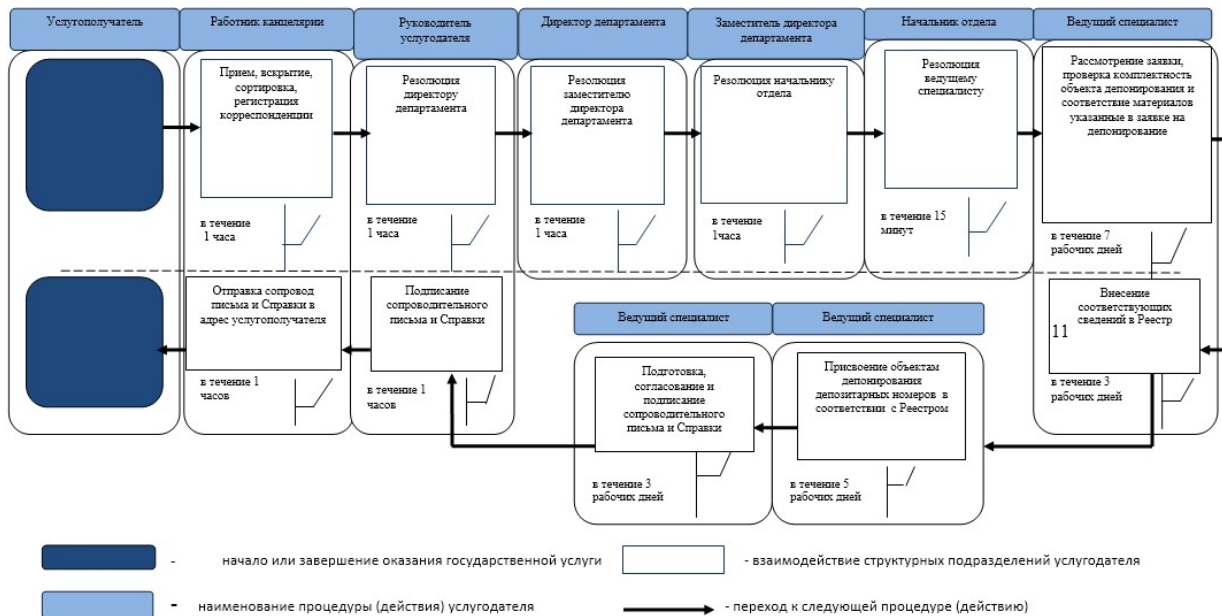 Услугополучатель
Работник канцелярии
Руководитель
услугодателя
Директор департамента
Заместитель директора
департамента
Начальник отдела
Ведущий специалист
Прием, вскрытие,
сортировка,
регистрация
корреспонденции
Резолюция
директору
департамента
Резолюция
заместителю
директора
департамента
Резолюция начальнику
отдела
Резолюция
ведущему
специалисту
Рассмотрение заявки,
проверка комплектность
объекта депонирования и
соответствие материалов
указанные в заявке на
депонирование
в течение
1 часа
в течение
1 часа
в течение
1 часа
в течение
1часа
в течение 15
минут
в течение 7
рабочих дней
Отправка сопровод
письма и Справки в
адрес услугополучателя
Подписание
сопроводительного
письма и Справки
Ведущий специалист
Ведущий специалист
Внесение
соответствующих
сведений в Реестр
11
Подготовка,
согласование и
подписание
сопроводительного
письма и Справки
Присвоение объектам
депонирования
депозитарных номеров в
соответствии с Реестром
в течение 1
часов
в течение 1
часов
в течение 3
рабочих дней
в течение 3
рабочих дней
в течение 5
рабочих дней
- начало или завершение оказания государственной услуги
- взаимодействие структурных подразделений услугодателя
- наименование процедуры (действия) услугодателя
- переход к следующей процедуре (действию)